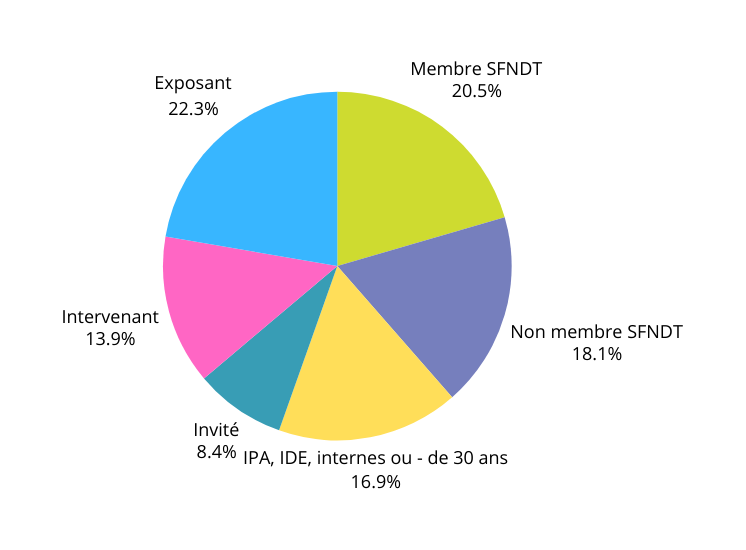 Membre SFNDT
20.5%
Exposant
22.3%
Intervenant
13.9%
Non membre SFNDT
18.1%
Invité
8.4%
IPA, IDE, internes ou - de 30 ans
16.9%